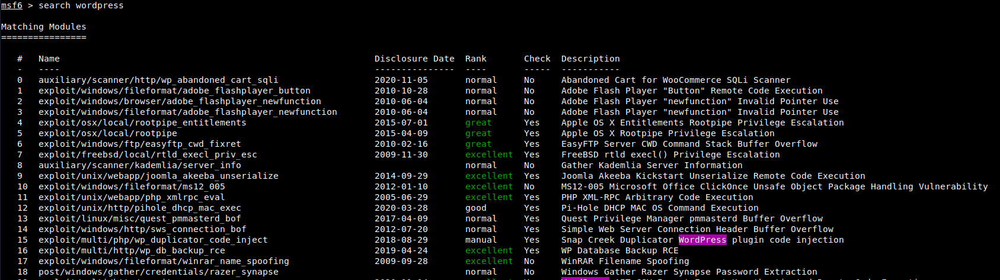 msf6 > search wordpress
Matching Modules
================
# Name Disclosure Date Rank Check Description
- ---- --------------- ---- ----- -----------
0 auxiliary/scanner/http/wp_abandoned_cart_sqli 2020-11-05 normal No Abandoned Cart for WooCommerce SQLi Scanner
1 exploit/windows/fileformat/adobe_flashplayer_button 2010-10-28 normal No Adobe Flash Player "Button" Remote Code Execution
2 exploit/windows/browser/adobe_flashplayer_newfunction 2010-06-04 normal No Adobe Flash Player "newfunction" Invalid Pointer Use
3 exploit/windows/fileformat/adobe_flashplayer_newfunction 2010-06-04 normal No Adobe Flash Player "newfunction" Invalid Pointer Use
4 exploit/osx/local/rootpipe_entitlements 2015-07-01 great Yes Apple OS X Entitlements Rootpipe Privilege Escalation
5 exploit/osx/local/rootpipe 2015-04-09 great Yes Apple OS X Rootpipe Privilege Escalation
6 exploit/windows/ftp/easyftp_cwd_fixret 2010-02-16 great Yes EasyFTP Server CWD Command Stack Buffer Overflow
7 exploit/freebsd/local/rtld_execl_priv_esc 2009-11-30 excellent Yes FreeBSD rtld execl() Privilege Escalation
8 auxiliary/scanner/kademlia/server_info normal No Gather Kademlia Server Information
9 exploit/unix/webapp/joomla_akeeba_unserialize 2014-09-29 excellent Yes Joomla Akeeba Kickstart Unserialize Remote Code Execution
10 exploit/windows/fileformat/ms12_005 2012-01-10 excellent No MS12-005 Microsoft Office ClickOnce Unsafe Object Package Handling Vulnerability
11 exploit/unix/webapp/php_xmlrpc_eval 2005-06-29 excellent Yes PHP XML-RPC Arbitrary Code Execution
12 exploit/unix/http/pihole_dhcp_mac_exec 2020-03-28 good Yes Pi-Hole DHCP MAC OS Command Execution
13 exploit/linux/misc/quest_pmmasterd_bof 2017-04-09 normal Yes Quest Privilege Manager pmmasterd Buffer Overflow
14 exploit/windows/http/sws_connection_bof 2012-07-20 normal Yes Simple Web Server Connection Header Buffer Overflow
15 exploit/multi/php/wp_duplicator_code_inject 2018-08-29 manual Yes Snap Creek Duplicator WordPress plugin code injection
16 exploit/multi/http/wp_db_backup_rce 2019-04-24 excellent Yes WP Database Backup RCE
17 exploit/windows/fileformat/winrar_name_spoofing 2009-09-28 excellent No WinRAR Filename Spoofing
18 post/windows/gather/credentials/razer_synapse normal No Windows Gather Razer Synapse Password Extraction